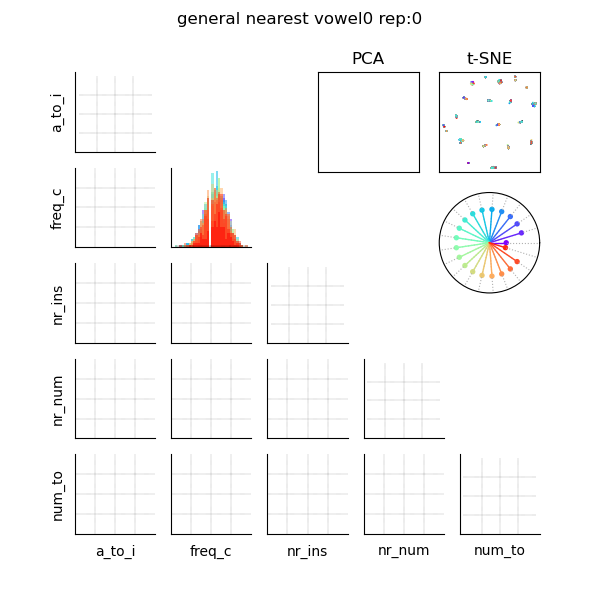 general nearest vowel0 rep:0
PCA
t-SNE
a_to_i
freq_c
nr_ins
nr_num
num_to
a_to_i
freq_c
nr_ins
nr_num
num_to